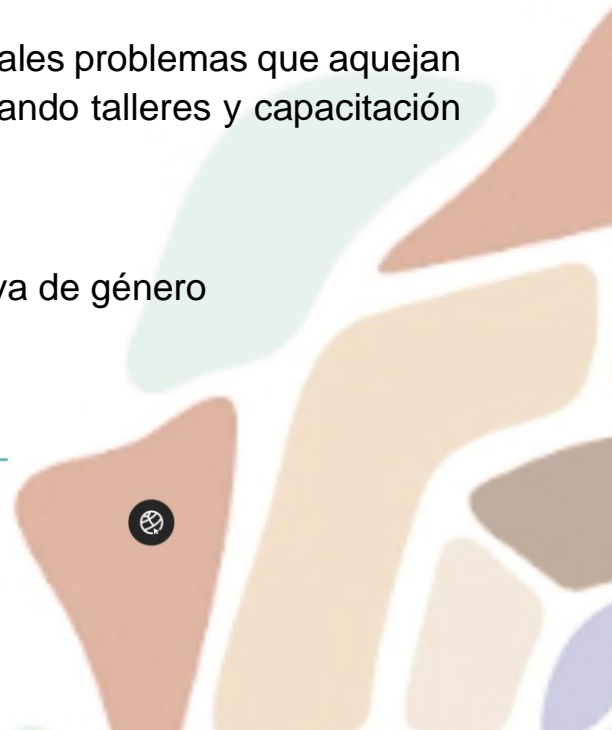 ales problemas que aquejan
ando talleres y capacitación
va de género